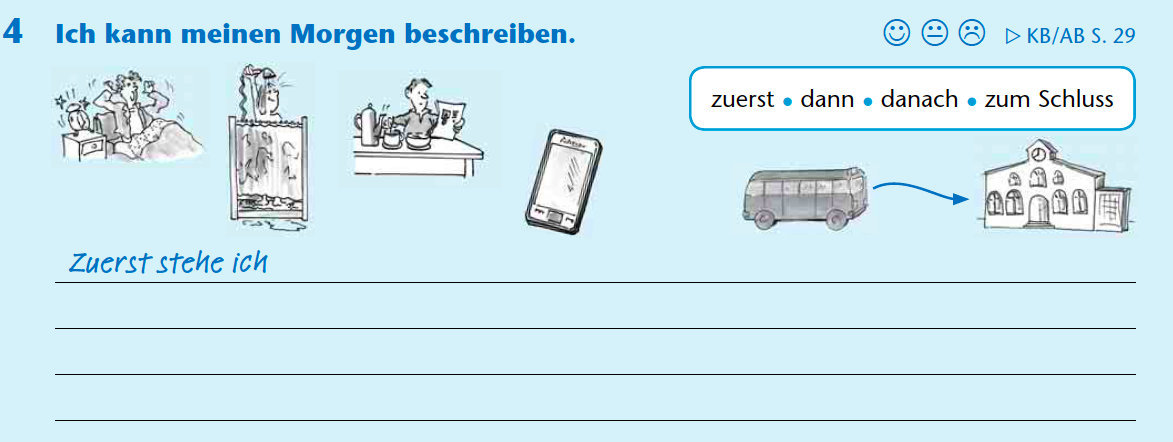 4 Ich kann meinen Morgen beschreiben. ▷ KB/AB S. 29
zuerst • dann • danach • zum Schluss
Zuerst stehe ich